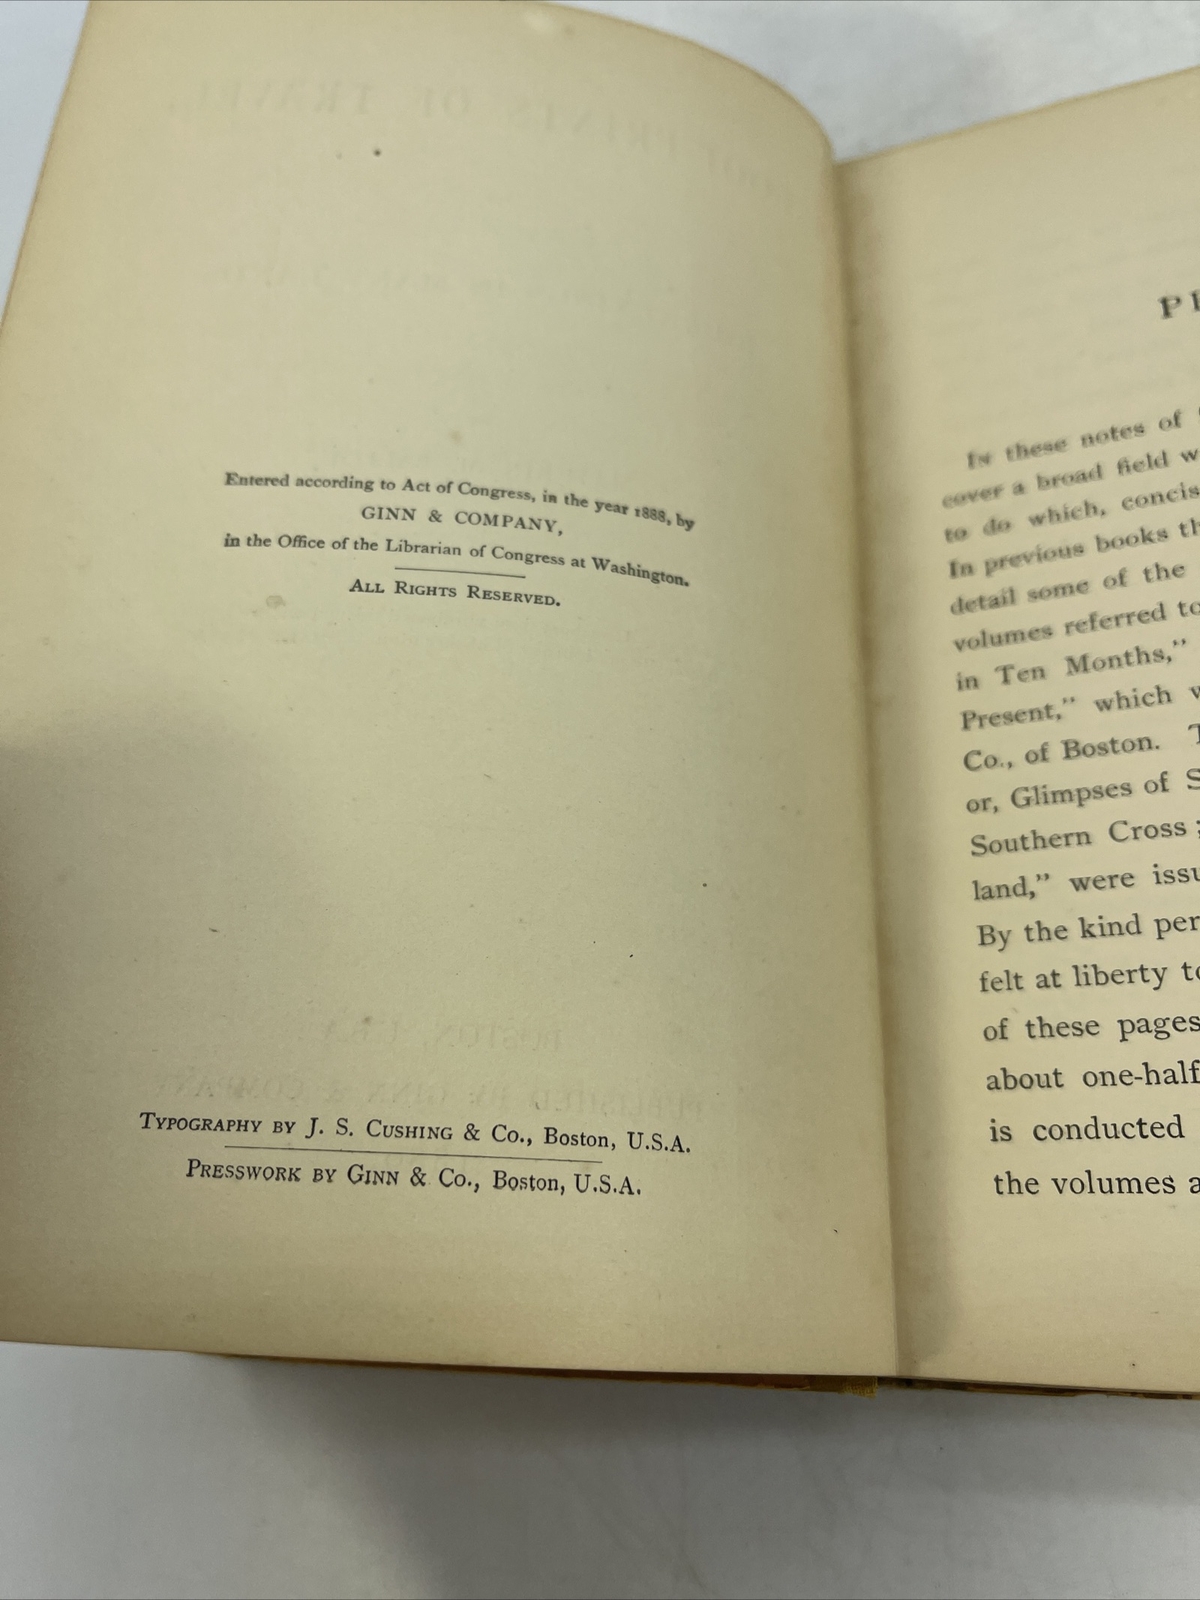 Entered according to Act of Congress, in the year 1888, by
GINN & COMPANY,
in the Office of the Librarian of Congress at Washington.
ALL RIGHTS RESERVED.
TYPOGRAPHY BY J. S. CUSHING & CO., BOSTON, U.S.A.
PRESSWORK BY GINN & CO., BOSTON, U.S.A.
In these notes of
cover a broad field w
to do which, concis
In previous books th
detail some of the
volumes referred to
in Ten Months,"
Present," which w
Co., of Boston. T
or, Glimpses of S
Southern Cross;
land," were issu
By the kind per
felt at liberty to
of these pages
about one-half
is conducted
the volumes a